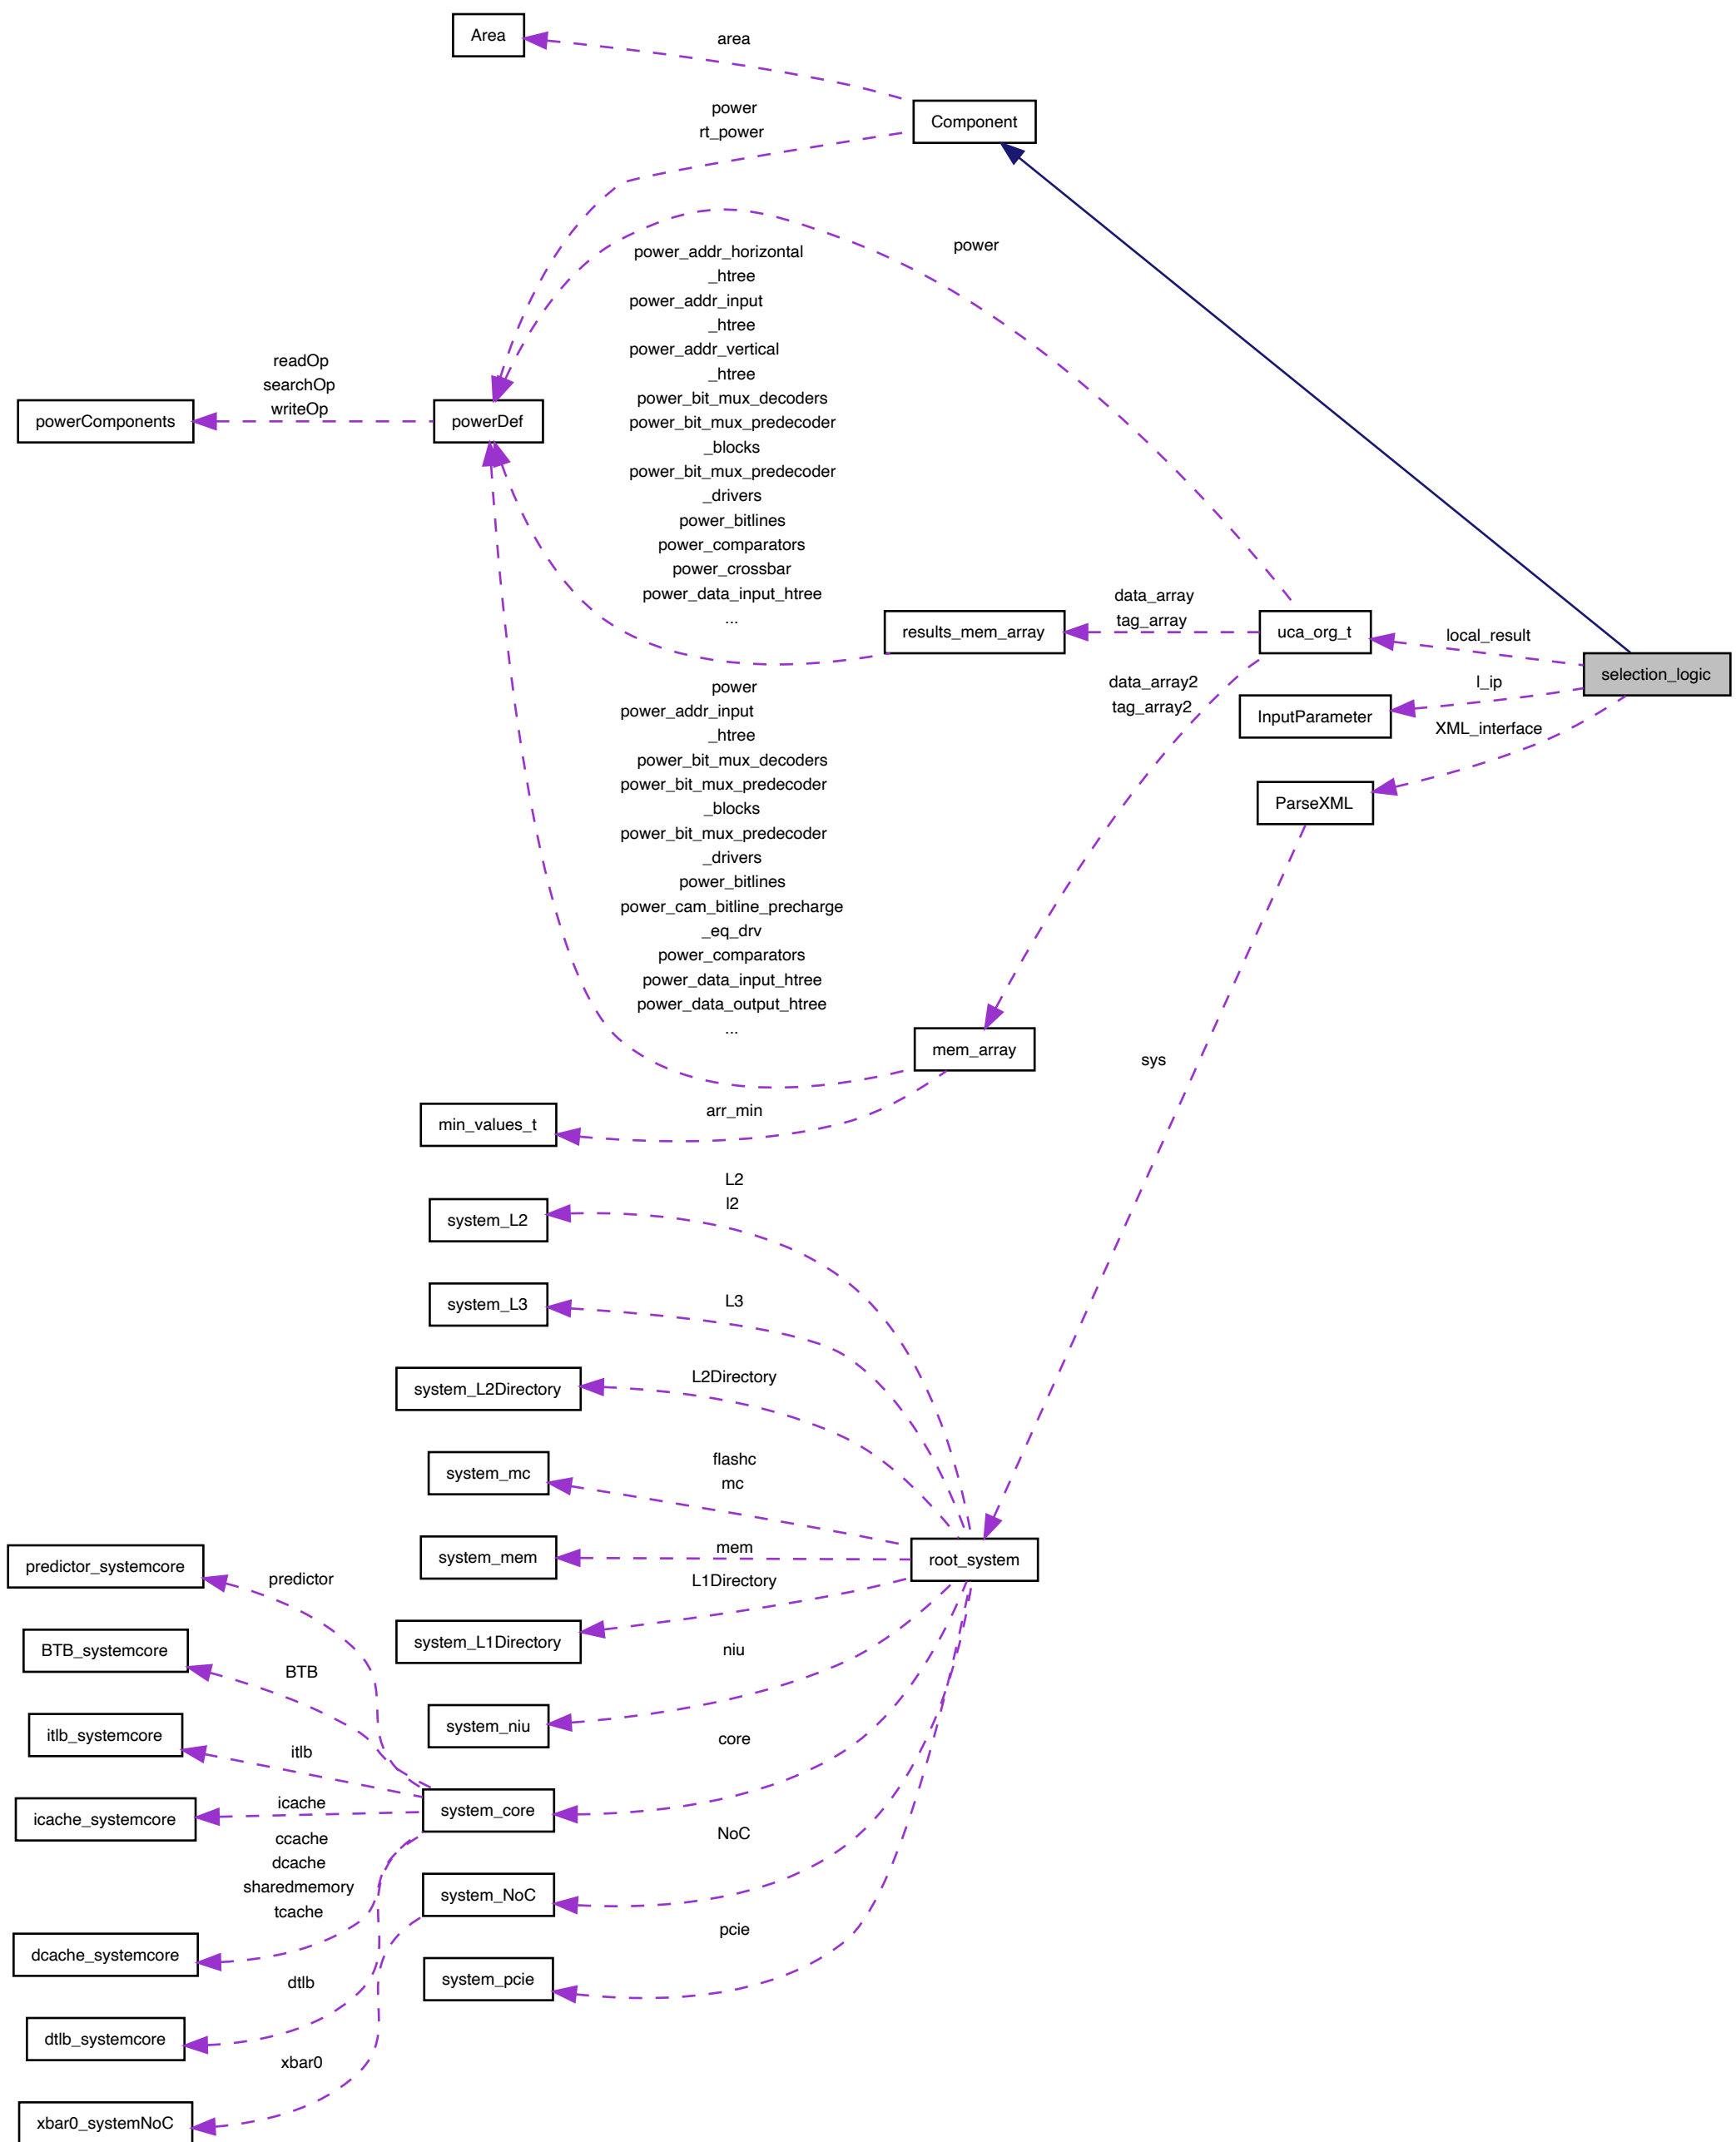 Area
area
Component
power
rt_power
power
power_addr_horizontal
_htree
power_addr_input
_htree
power_addr_vertical
_htree
power_bit_mux_decoders
power_bit_mux_predecoder
_blocks
power_bit_mux_predecoder
_drivers
power_bitlines
power_comparators
power_crossbar
power_data_input_htree
...
readOp
searchOp
writeOp
powerComponents
powerDef
results_mem_array
data_array
tag_array
uca_org_t
local_result
selection_logic
l_ip
InputParameter
XML_interface
ParseXML
data_array2
tag_array2
power
power_addr_input
_htree
power_bit_mux_decoders
power_bit_mux_predecoder
_blocks
power_bit_mux_predecoder
_drivers
power_bitlines
power_cam_bitline_precharge
_eq_drv
power_comparators
power_data_input_htree
power_data_output_htree
...
mem_array
sys
min_values_t
arr_min
L2
l2
system_L2
system_L3
L3
system_L2Directory
L2Directory
system_mc
flashc
mc
system_mem
mem
root_system
L1Directory
system_L1Directory
niu
system_niu
core
system_core
NoC
system_NoC
pcie
system_pcie
predictor_systemcore
predictor
BTB_systemcore
BTB
itlb_systemcore
itlb
icache_systemcore
icache
ccache
dcache
sharedmemory
tcache
dcache_systemcore
dtlb
dtlb_systemcore
xbar0
xbar0_systemNoC